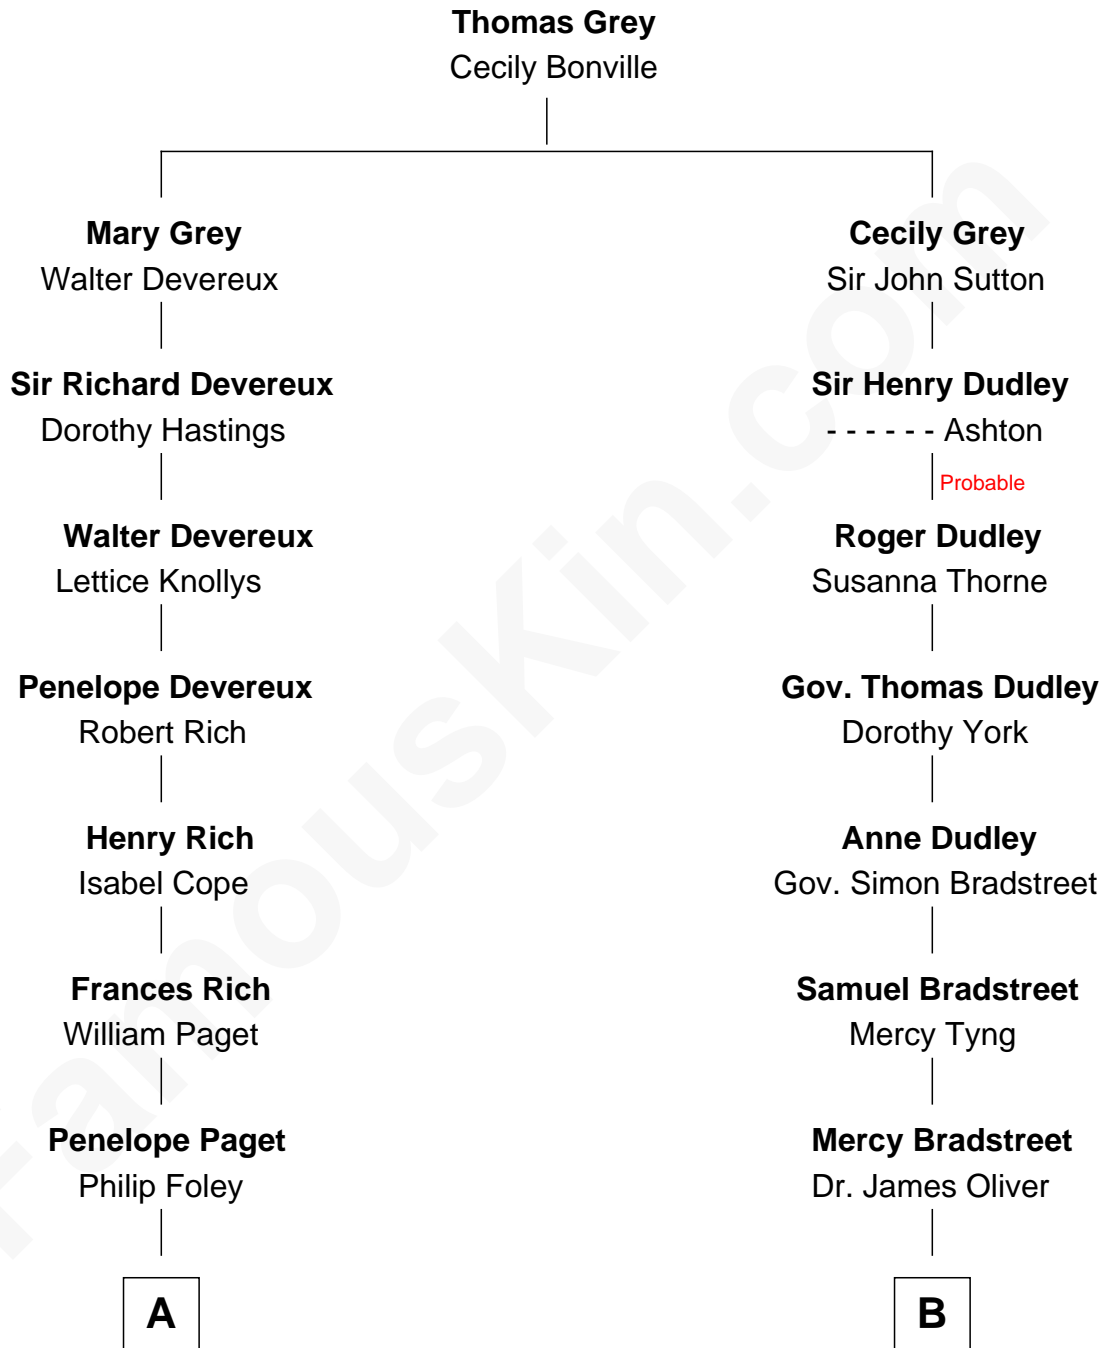 Thomas Grey
Cecily Bonville
Mary Grey
Walter Devereux
Cecily Grey
Sir John Sutton
Sir Richard Devereux
Dorothy Hastings
Sir Henry Dudley
- - - - - - Ashton
Probable
Walter Devereux
Lettice Knollys
Roger Dudley
Susanna Thorne
Penelope Devereux
Robert Rich
Gov. Thomas Dudley
Dorothy York
Henry Rich
Isabel Cope
Anne Dudley
Gov. Simon Bradstreet
Frances Rich
William Paget
Samuel Bradstreet
Mercy Tyng
Penelope Paget
Philip Foley
Mercy Bradstreet
Dr. James Oliver
A
B
FamousKin.com